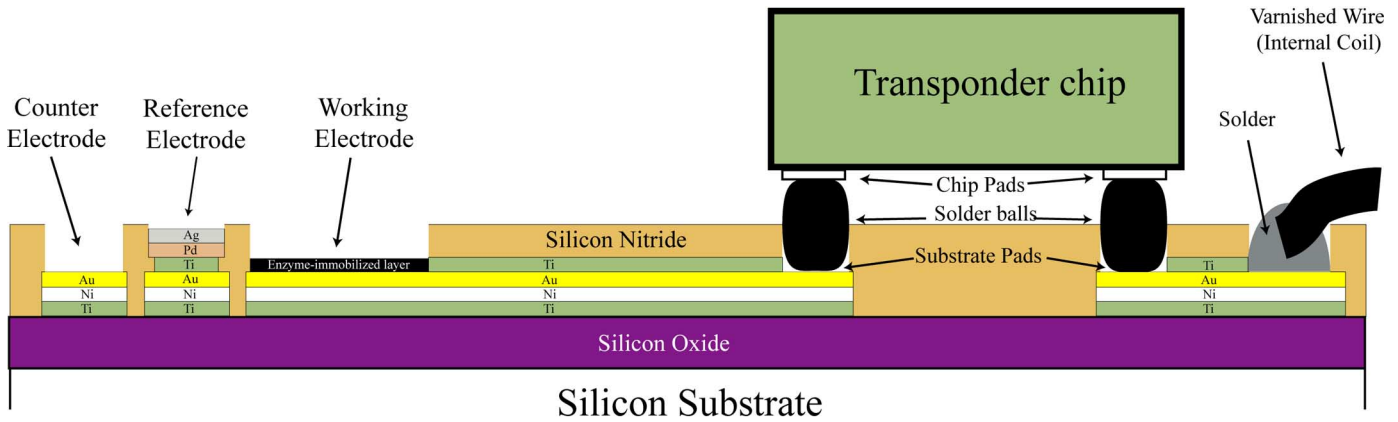 Varnished Wire
(Internal Coil)
Transponder chip
Counter
Electrode
Reference
Electrode
Working
Electrode
Solder
Chip Pads
Solder balls
Silicon Nitride
Substrate Pads
Ag
Pd
Ti
Enzyme-immobilized layer
Ti
Ti
Au
Au
Au
Au
Ni
Ni
Ni
Ni
Ti
Ti
Ti
Ti
Silicon Oxide
Silicon Substrate